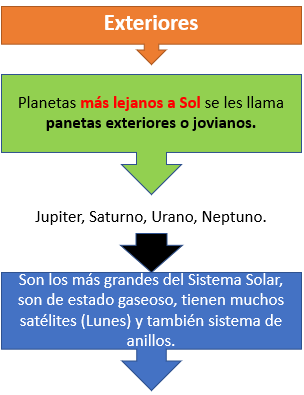 Exteriores
Planetas más lejanos a Sol se les llama
panetas exteriores o jovianos.
Jupiter, Saturno, Urano, Neptuno.
Son los más grandes del Sistema Solar,
son de estado gaseoso, tienen muchos
satélites (Lunes) y también sistema de
anillos.